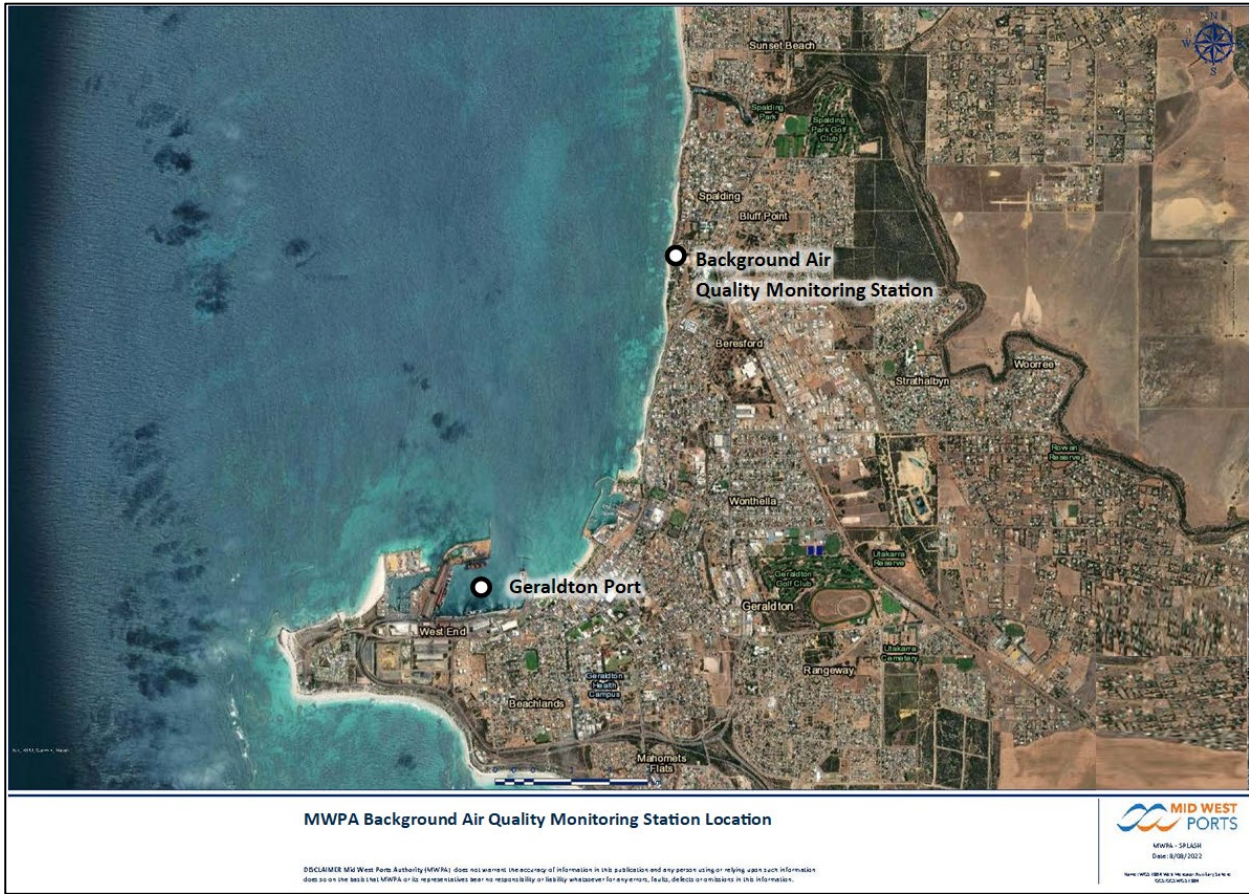 N
W
S
Sunset Beach
Spalding
Park
Spalding
Park Golf
Club
Spalding
Bluff Point
Background Air
Quality Monitoring Station
Beresford
Strathalbyn
Woorree
Rowan
Reserve
Wonthella
Utakarra
Reserve
Geraldton
Golf Club
Geraldton Port
Geraldton
West End
Utakarra
Cemetery
Rangeway
Geraldton
Health
Campus
Beachlands
Mahomets
Flats
MWPA Background Air Quality Monitoring Station Location
DISCLAIMER Mid West Ports Authority (MWPA) does not warrant the accuracy of information in this publication and any person using or relying upon such information
does so on the basis that MWPA or its representatives bear no responsibility or liability whatsoever for any errors, faults, defects or omissions in this information.
MID WEST
PORTS
MWPA - SPLASH
Date: 8/08/2022